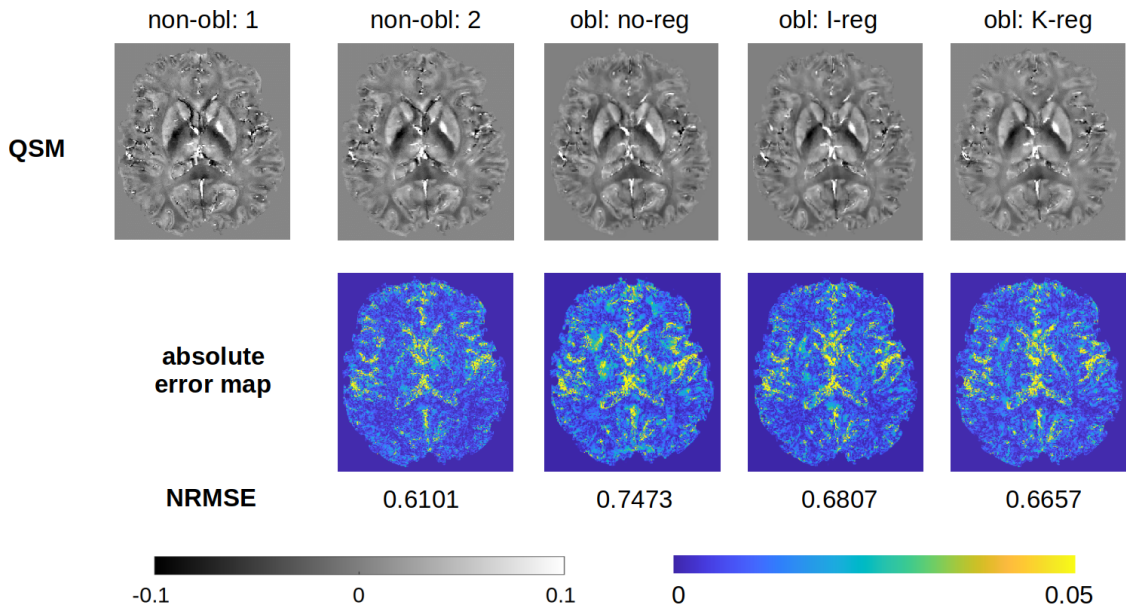 non-obl: 1 non-obl: 2 obl: no-reg obl: I-reg obl: K-reg
QSM
absolute
error map
NRMSE 0.6101 0.7473 0.6807 0.6657
-0.1 0 0.1 0 0.05